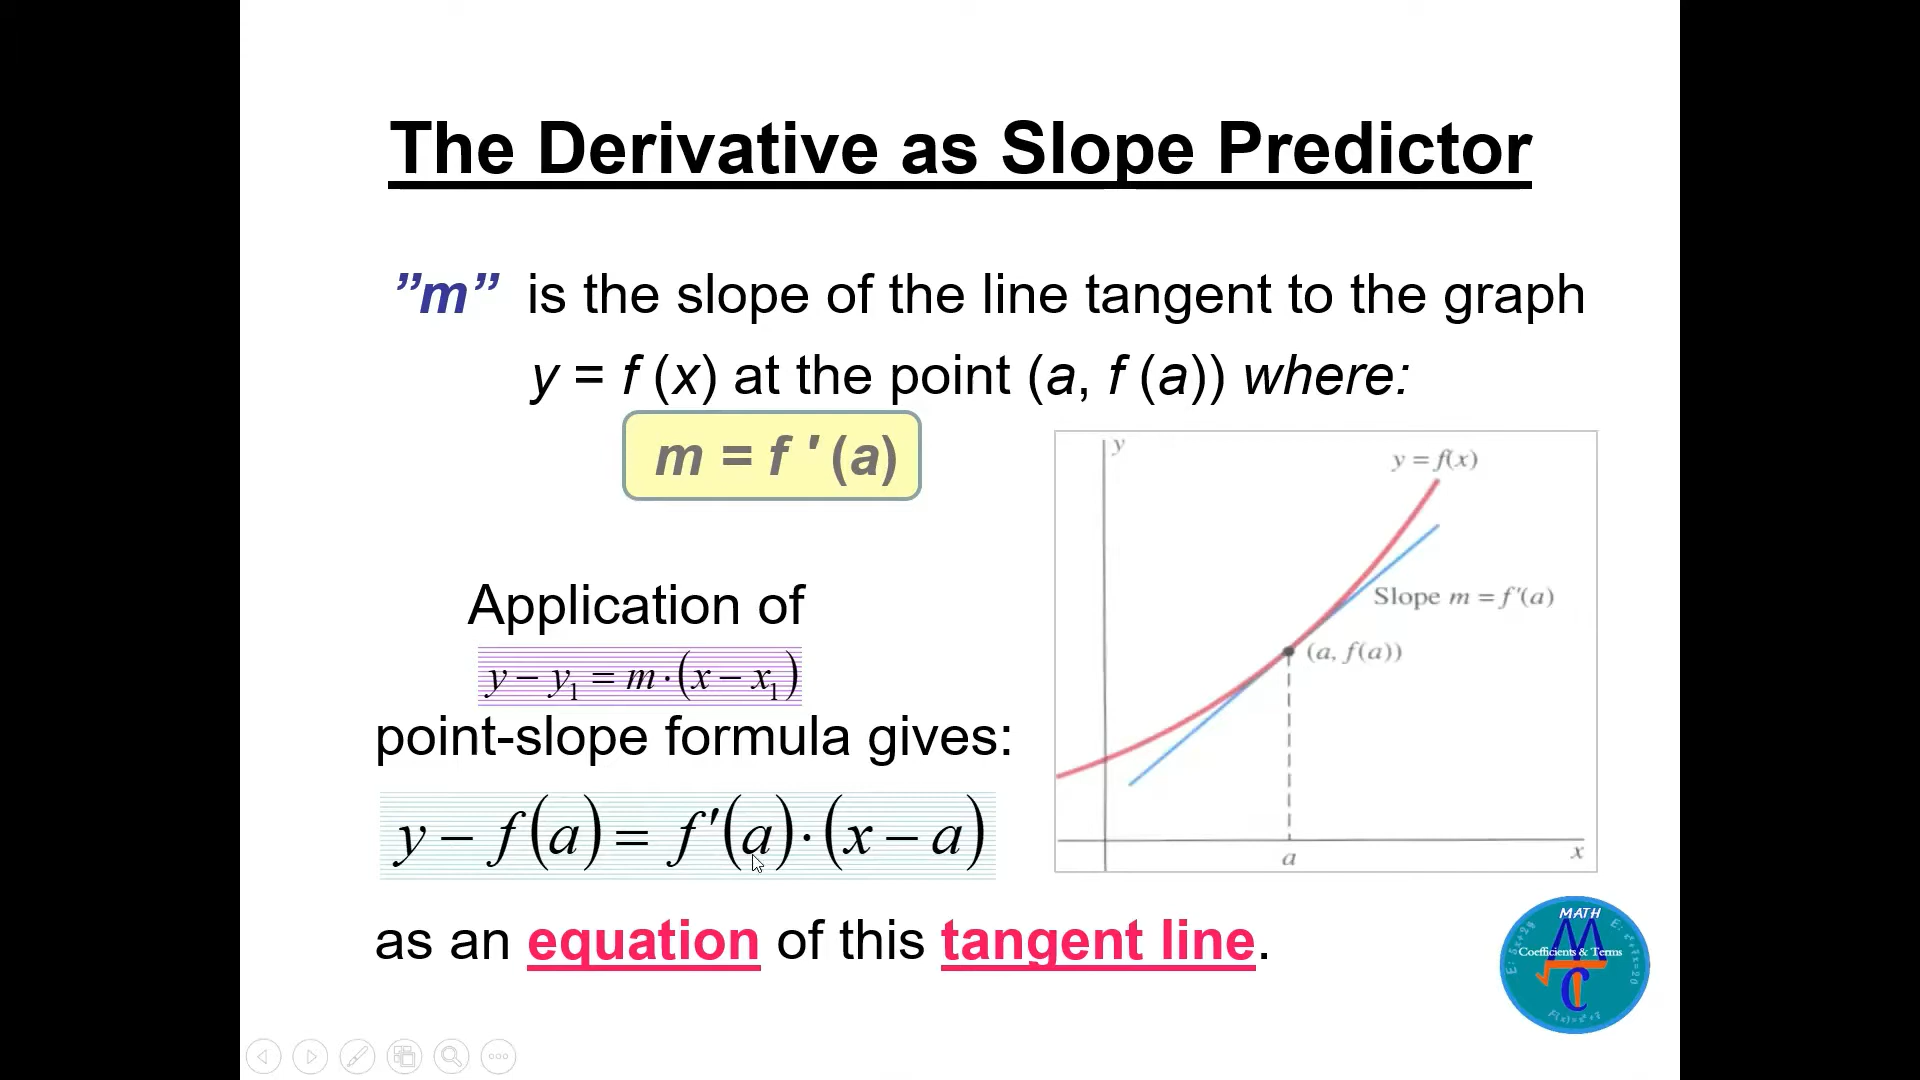 The Derivative as Slope Predictor
”m” is the slope of the line tangent to the graph
y = f (x) at the point (a, f (a)) where:
m = f ′ (a)
Application of
y − y₁ = m · (x − x₁)
point-slope formula gives:
y − f(a) = f′(a) · (x − a)
as an equation of this tangent line.
y
y = f(x)
Slope m = f′(a)
(a, f(a))
a
x
MATH
Coefficients & Terms